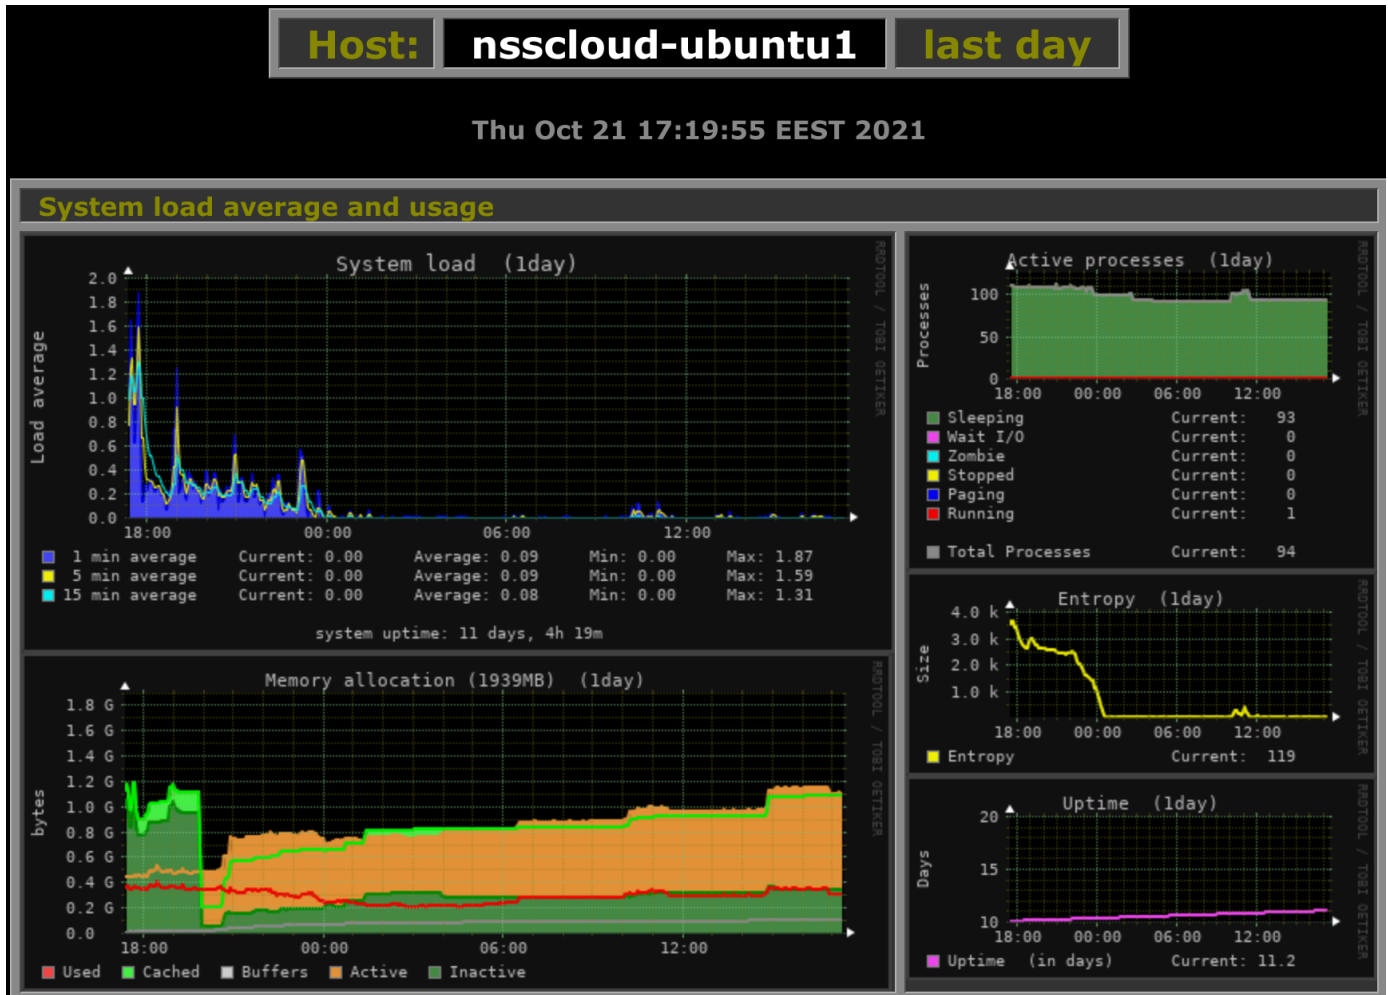 Host: nsscloud-ubuntu1 last day
Thu Oct 21 17:19:55 EEST 2021
System load average and usage
System load (1day)
RRDTOOL / TOBI OETIKER
Load average
2.0
1.8
1.6
1.4
1.2
1.0
0.8
0.6
0.4
0.2
0.0
18:00 00:00 06:00 12:00
1 min average Current: 0.00 Average: 0.09 Min: 0.00 Max: 1.87
5 min average Current: 0.00 Average: 0.09 Min: 0.00 Max: 1.59
15 min average Current: 0.00 Average: 0.08 Min: 0.00 Max: 1.31
system uptime: 11 days, 4h 19m
Memory allocation (1939MB) (1day)
RRDTOOL / TOBI OETIKER
bytes
1.8 G
1.6 G
1.4 G
1.2 G
1.0 G
0.8 G
0.6 G
0.4 G
0.2 G
0.0
18:00 00:00 06:00 12:00
Used Cached Buffers Active Inactive
Active processes (1day)
RRDTOOL / TOBI OETIKER
Processes
100
50
0
18:00 00:00 06:00 12:00
Sleeping Current: 93
Wait I/O Current: 0
Zombie Current: 0
Stopped Current: 0
Paging Current: 0
Running Current: 1
Total Processes Current: 94
Entropy (1day)
RRDTOOL / TOBI OETIKER
Size
4.0 k
3.0 k
2.0 k
1.0 k
18:00 00:00 06:00 12:00
Entropy Current: 119
Uptime (1day)
RRDTOOL / TOBI OETIKER
Days
20
15
10
18:00 00:00 06:00 12:00
Uptime (in days) Current: 11.2